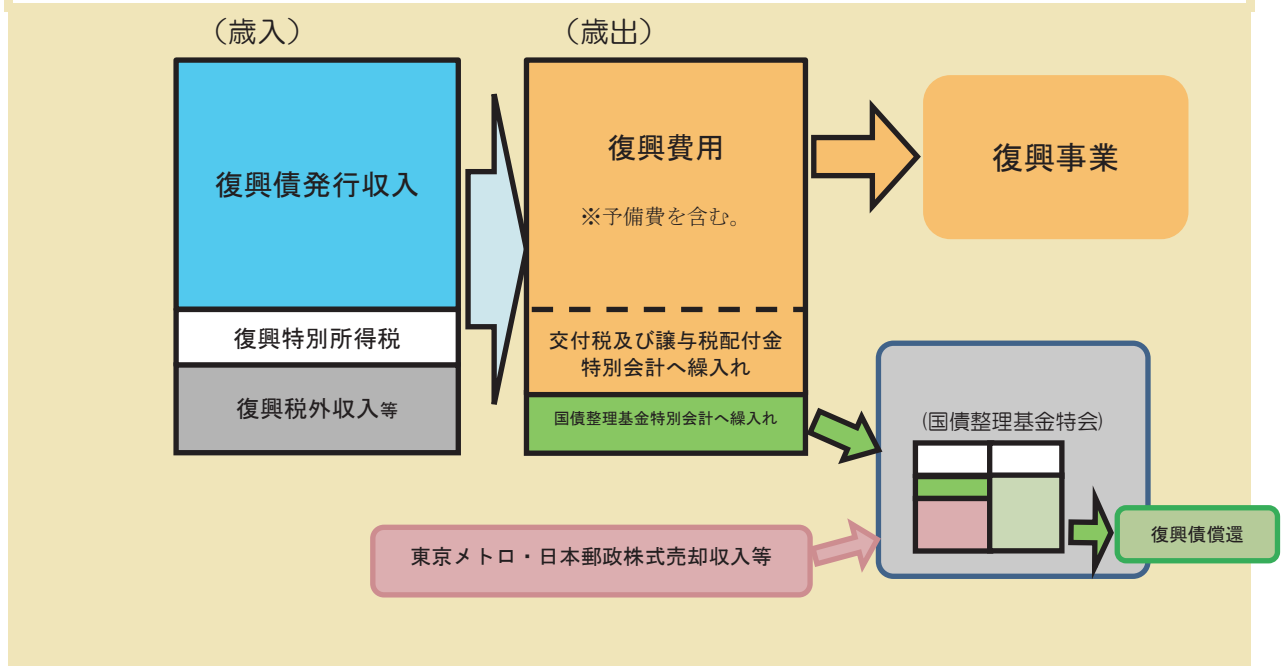 （歳入）
（歳出）
復興債発行収入
復興特別所得税
復興税外収入等
復興費用
※予備費を含む。
交付税及び譲与税配付金
特別会計へ繰入れ
国債整理基金特別会計へ繰入れ
復興事業
(国債整理基金特会)
復興債償還
東京メトロ・日本郵政株式売却収入等